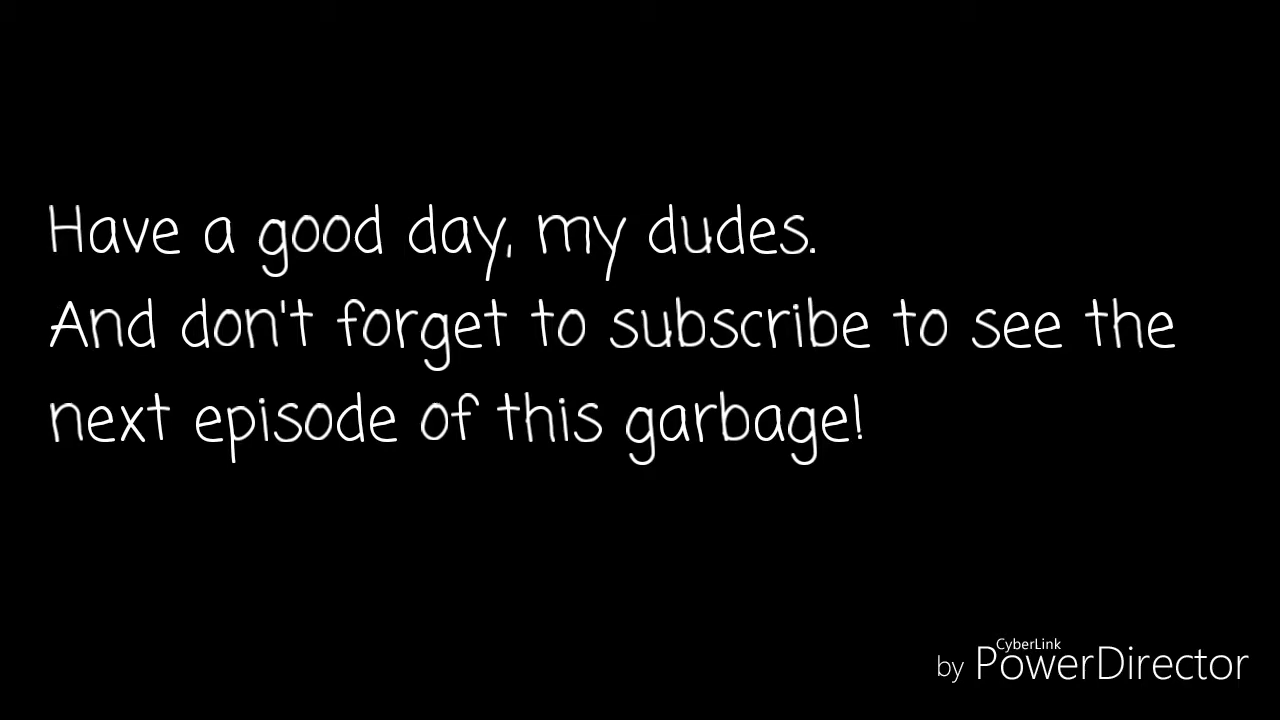 Have a good day, my dudes.
And don't forget to subscribe to see the
next episode of this garbage!
CyberLink
by PowerDirector